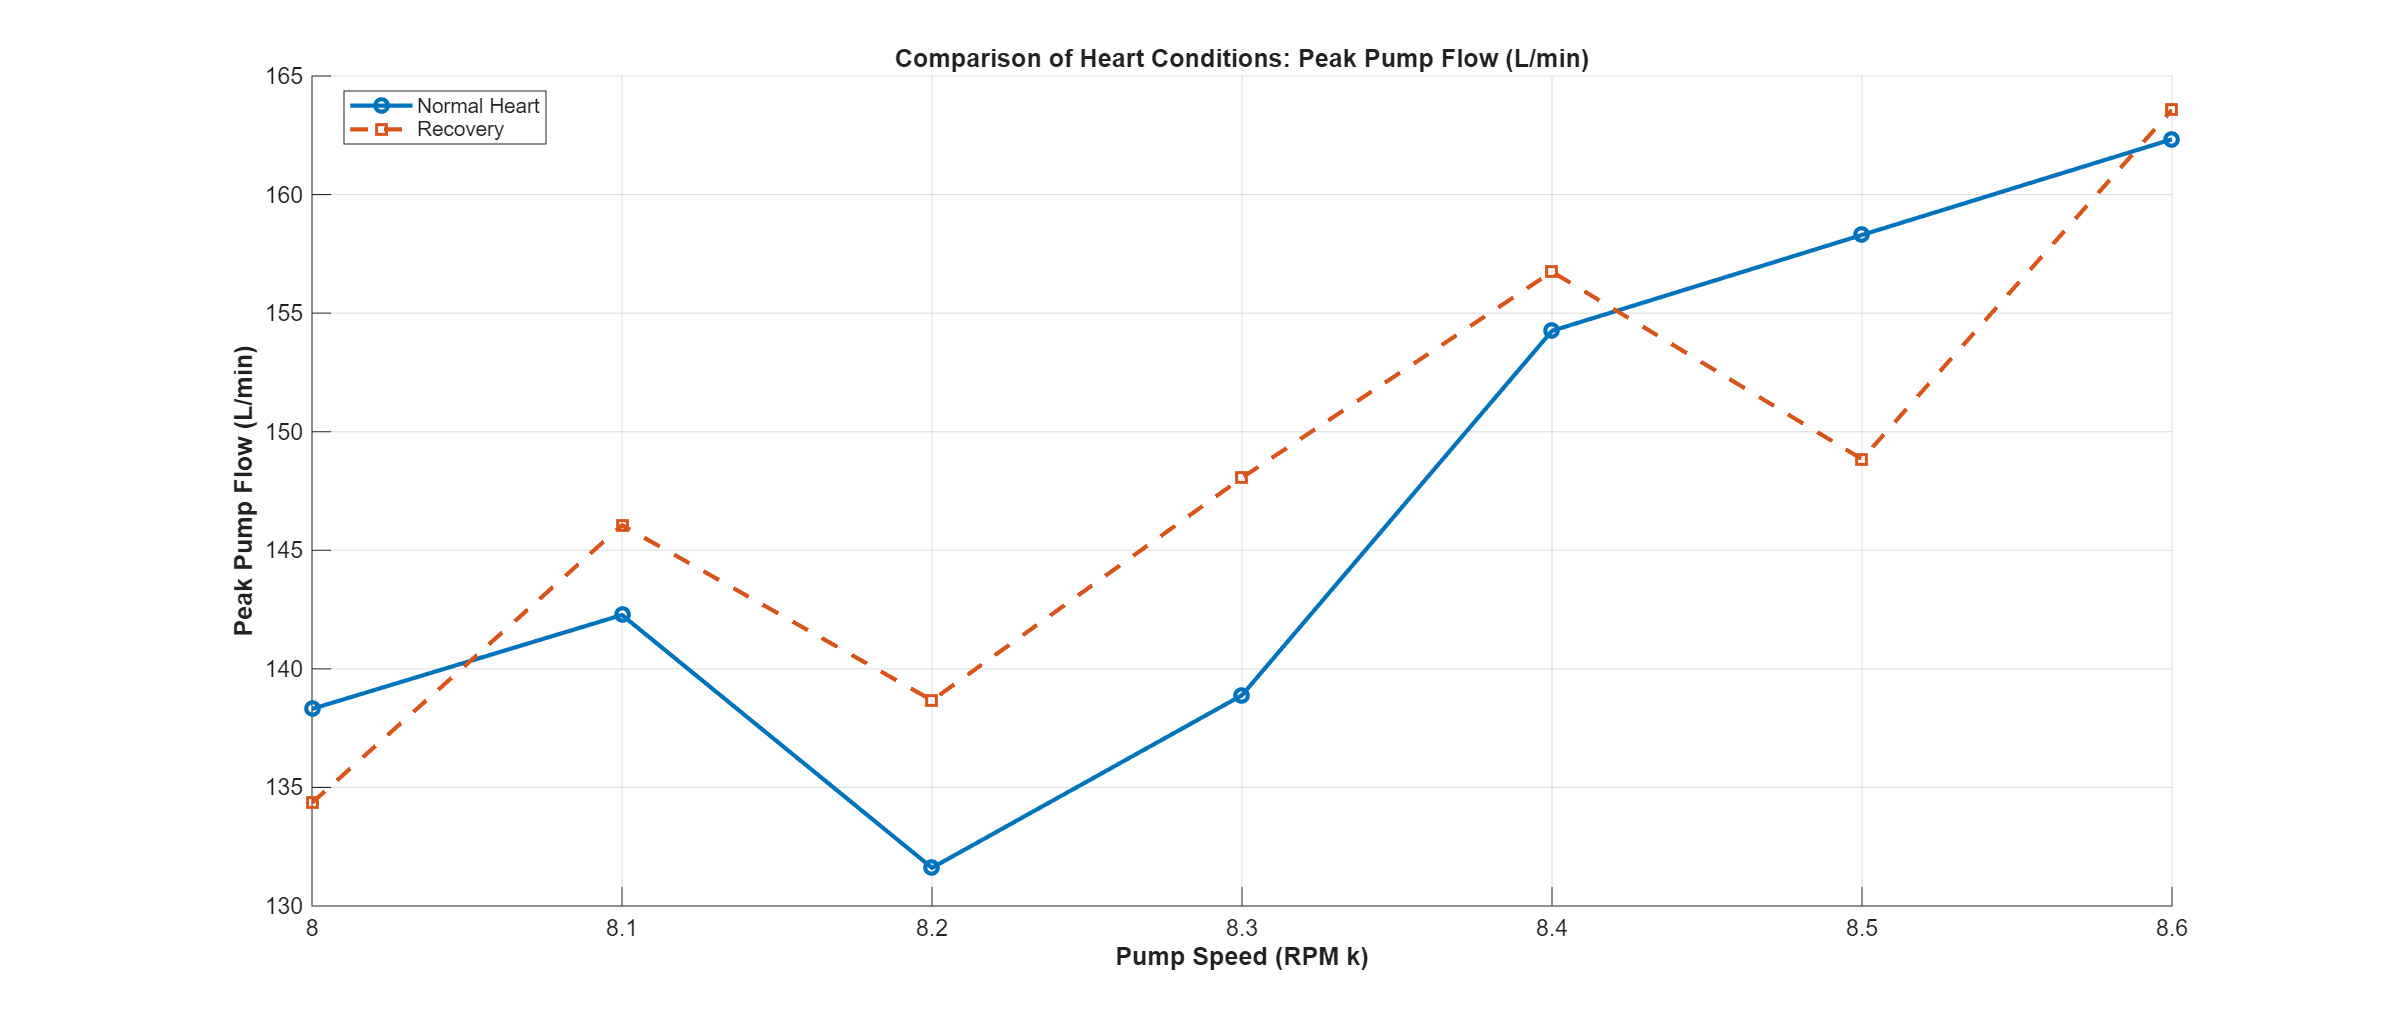 Comparison of Heart Conditions: Peak Pump Flow (L/min)
Normal Heart
Recovery
Peak Pump Flow (L/min)
165
160
155
150
145
140
135
130
8 8.1 8.2 8.3 8.4 8.5 8.6
Pump Speed (RPM k)